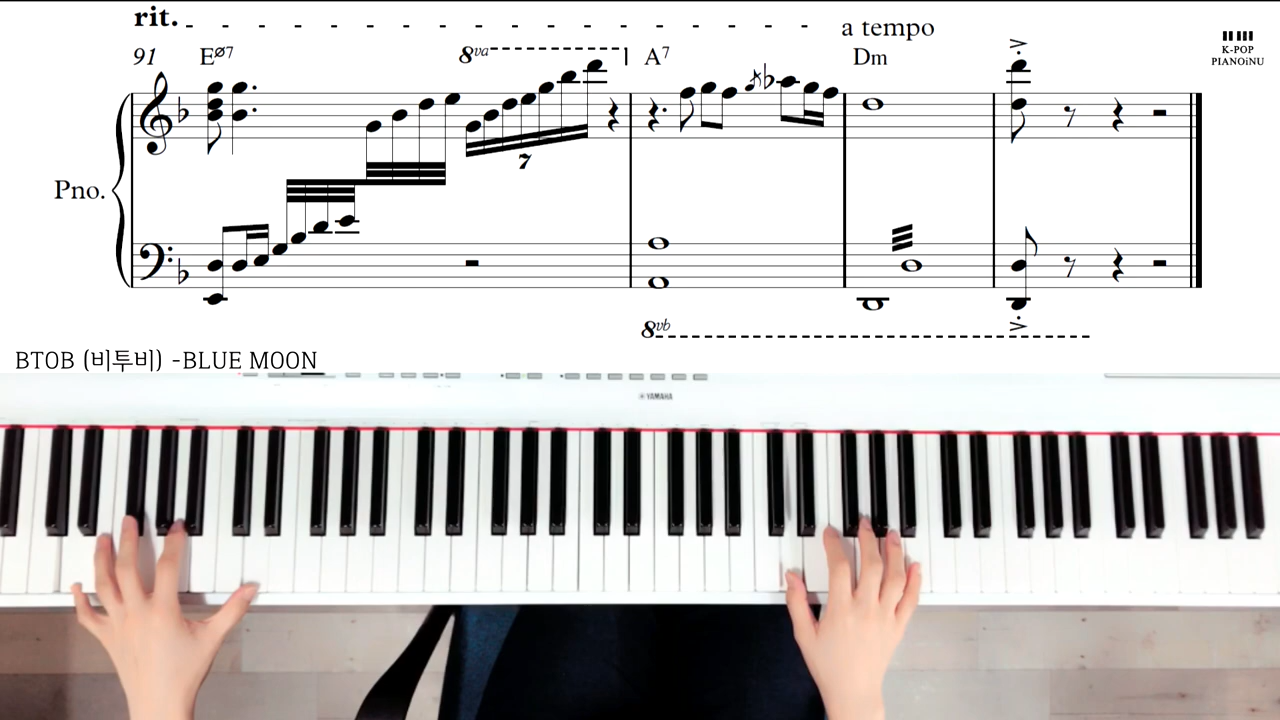 rit.
a tempo
91
Eø7
8va
A7
Dm
K-POP
PIANOiNU
7
Pno.
8vb
BTOB (비투비) -BLUE MOON
YAMAHA